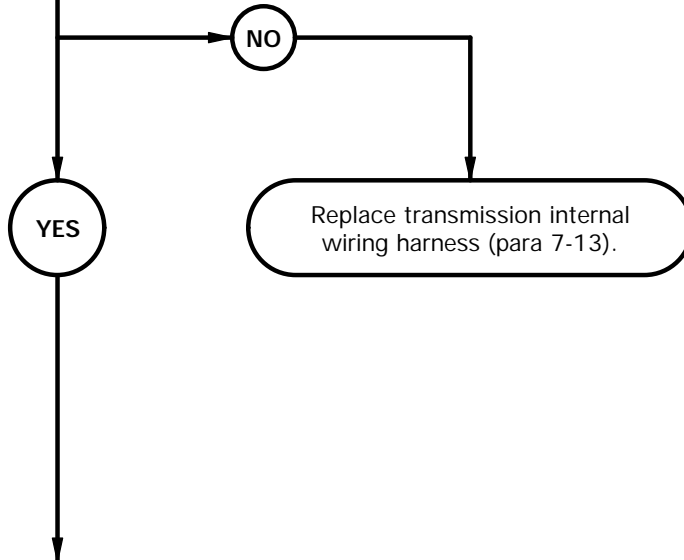 NO
YES
Replace transmission internal
wiring harness (para 7-13).